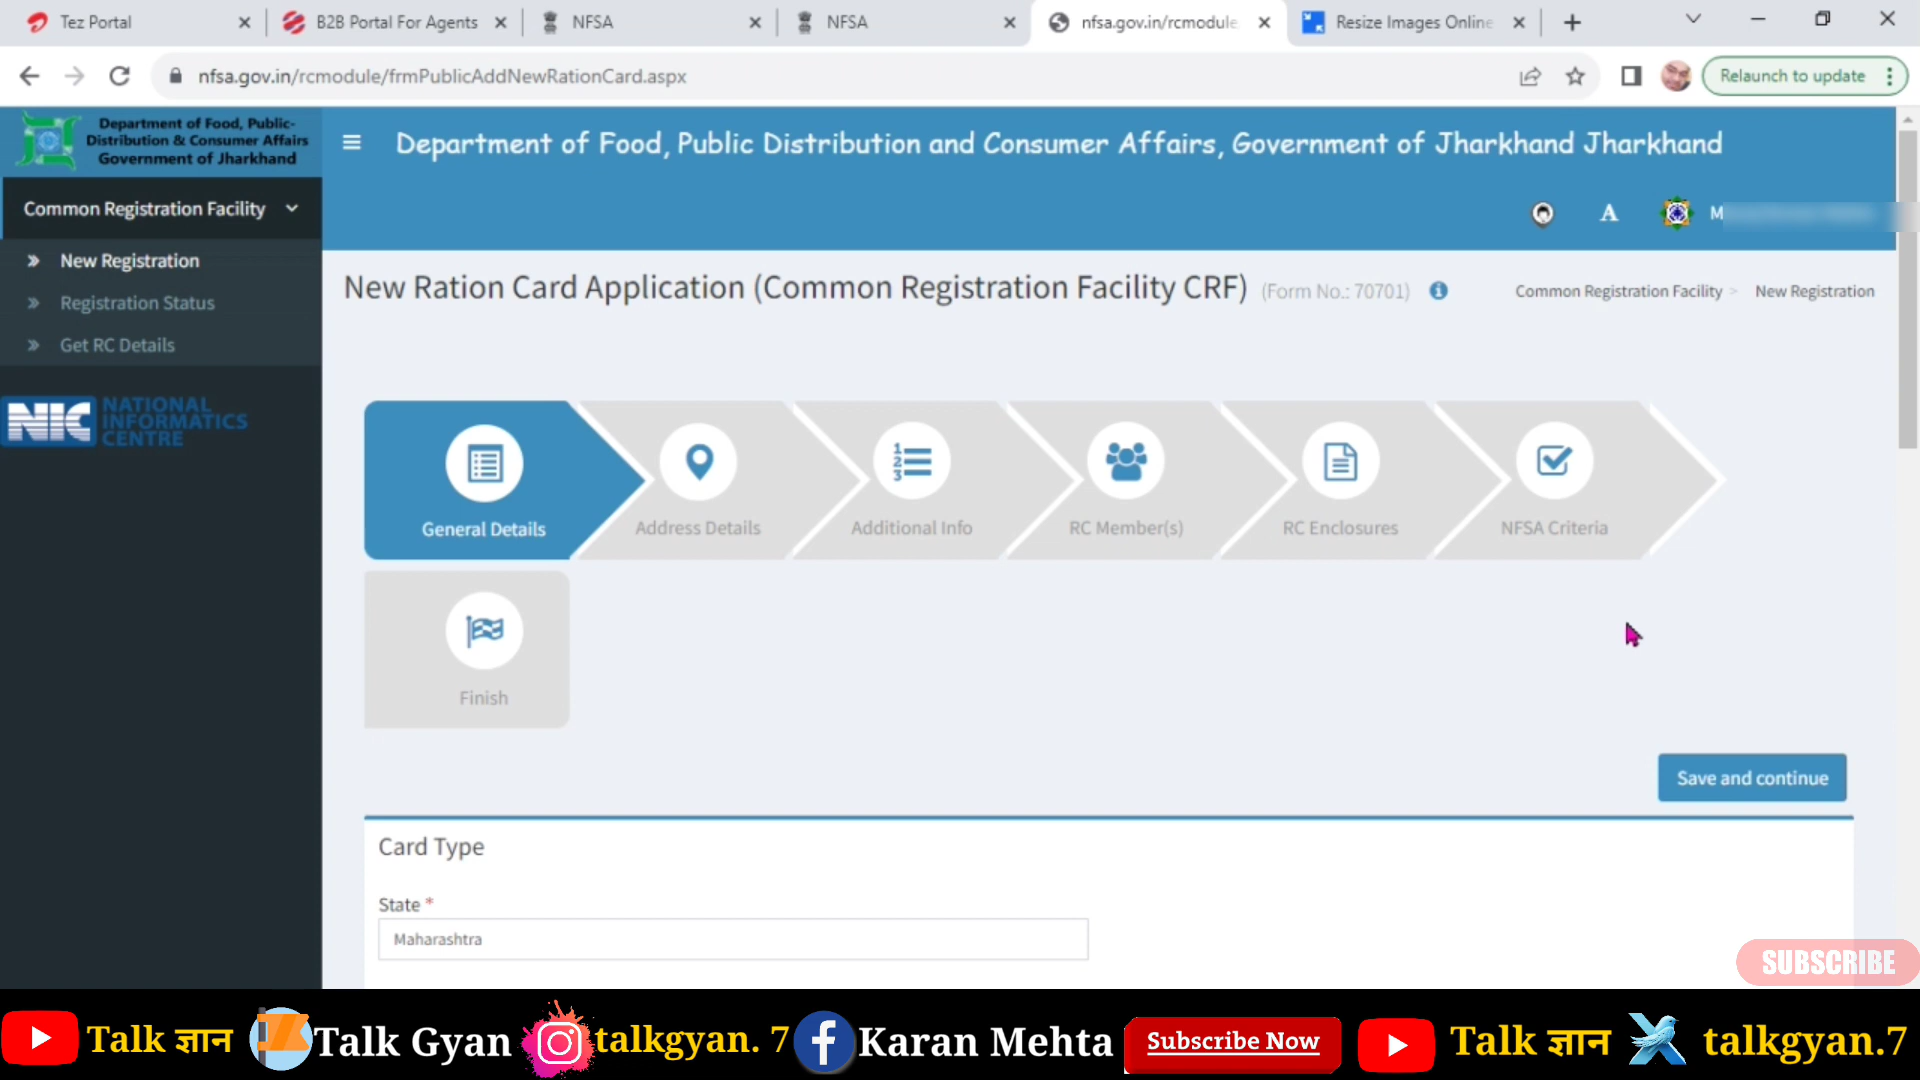 Tez Portal
B2B Portal For Agents
NFSA
NFSA
nfsa.gov.in/rcmodule
Resize Images Online
nfsa.gov.in/rcmodule/frmPublicAddNewRationCard.aspx
Relaunch to update
Department of Food, Public-
Distribution & Consumer Affairs
Government of Jharkhand
Department of Food, Public Distribution and Consumer Affairs, Government of Jharkhand Jharkhand
Common Registration Facility
A
M
New Registration
Registration Status
Get RC Details
NIC NATIONAL
INFORMATICS
CENTRE
New Ration Card Application (Common Registration Facility CRF) (Form No.: 70701)
Common Registration Facility > New Registration
General Details
Address Details
Additional Info
RC Member(s)
RC Enclosures
NFSA Criteria
Finish
Save and continue
Card Type
State *
Maharashtra
SUBSCRIBE
Talk ज्ञान Talk Gyan talkgyan. 7 Karan Mehta Subscribe Now Talk ज्ञान talkgyan.7